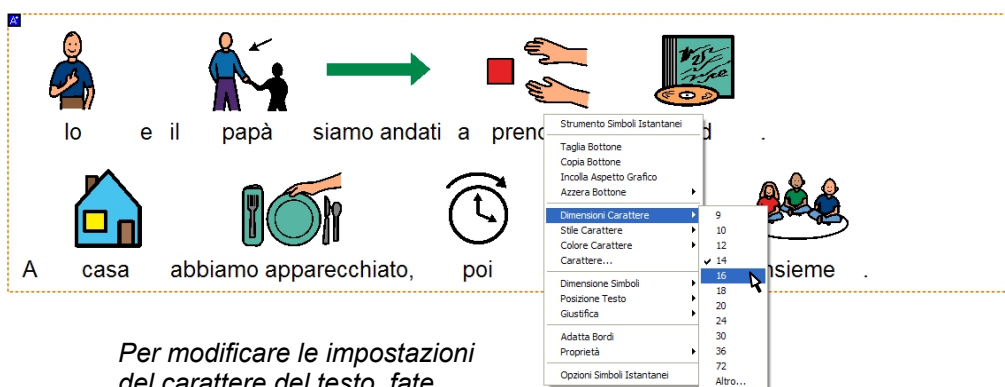 Io e il papà siamo andati a prend d .
A casa abbiamo apparecchiato, poi nsieme .
Strumento Simboli Istantanei
Taglia Bottone
Copia Bottone
Incolla Aspetto Grafico
Azzera Bottone
Dimensioni Carattere
Stile Carattere
Colore Carattere
Carattere...
Dimensione Simboli
Posizione Testo
Giustifica
Adatta Bordi
Proprietà
Opzioni Simboli Istantanei
9
10
12
14
16
18
20
24
30
36
72
Altro...
Per modificare le impostazioni
del carattere del testo, fate